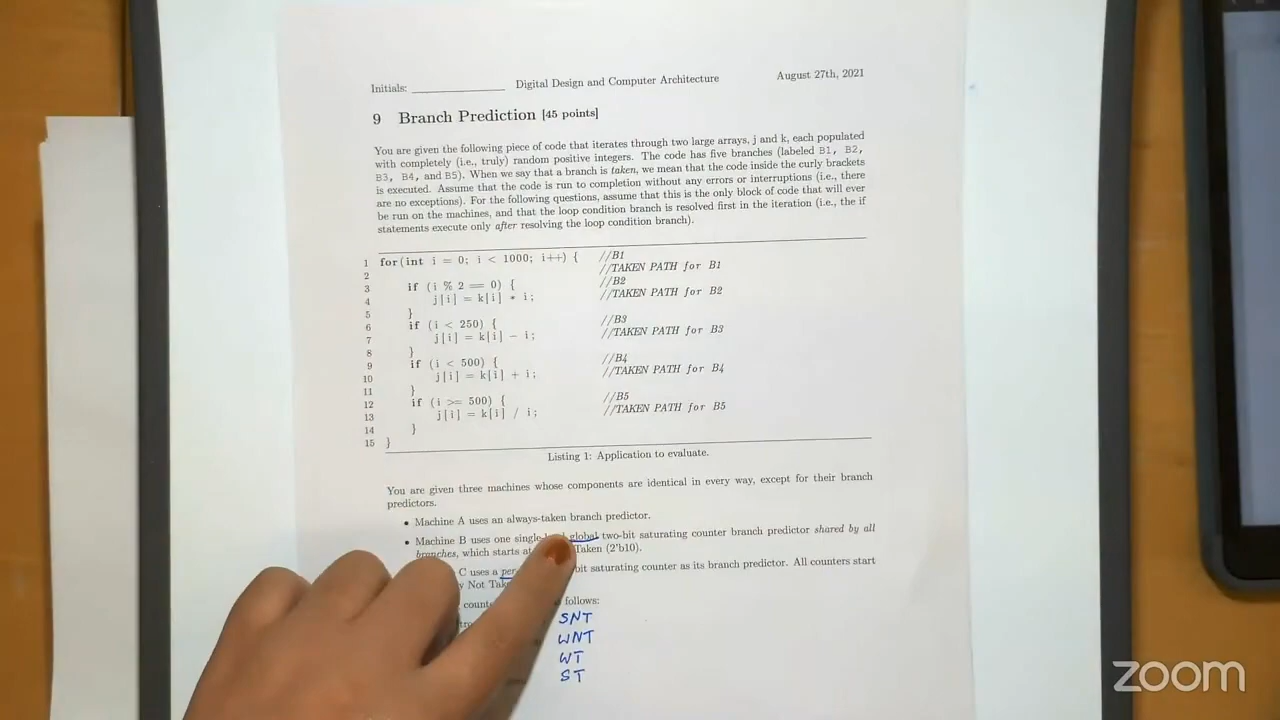 Initials: ____________ Digital Design and Computer Architecture August 27th, 2021
9 Branch Prediction [45 points]
You are given the following piece of code that iterates through two large arrays, j and k, each populated
with completely (i.e., truly) random positive integers. The code has five branches (labeled B1, B2,
B3, B4, and B5). When we say that a branch is taken, we mean that the code inside the curly brackets
is executed. Assume that the code is run to completion without any errors or interruptions (i.e., there
are no exceptions). For the following questions, assume that this is the only block of code that will ever
be run on the machines, and that the loop condition branch is resolved first in the iteration (i.e., the if
statements execute only after resolving the loop condition branch).
1 for(int i = 0; i < 1000; i++) { //B1
2 //TAKEN PATH for B1
3 if (i % 2 == 0) { //B2
4 j[i] = k[i] * i; //TAKEN PATH for B2
5 }
6 if (i < 250) { //B3
7 j[i] = k[i] - i; //TAKEN PATH for B3
8 }
9 if (i < 500) { //B4
10 j[i] = k[i] + i; //TAKEN PATH for B4
11 }
12 if (i >= 500) { //B5
13 j[i] = k[i] / i; //TAKEN PATH for B5
14 }
15 }
Listing 1: Application to evaluate.
You are given three machines whose components are identical in every way, except for their branch
predictors.
• Machine A uses an always-taken branch predictor.
• Machine B uses one global two-bit saturating counter branch predictor shared by all
branches, which starts at Taken (2'b10).
C uses a per bit saturating counter as its branch predictor. All counters start
Not
follows:
SNT
WNT
WT
ST
zoom